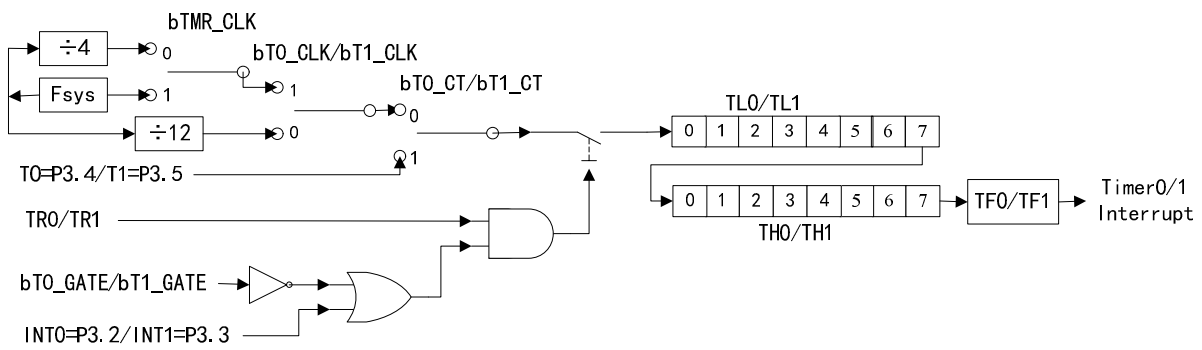 bTMR_CLK
÷4
0
bT0_CLK/bT1_CLK
Fsys
1
1
bT0_CT/bT1_CT
0
÷12
0
1
T0=P3.4/T1=P3.5
TL0/TL1
0 1 2 3 4 5 6 7
0 1 2 3 4 5 6 7
TH0/TH1
TF0/TF1
Timer0/1
Interrupt
TR0/TR1
bT0_GATE/bT1_GATE
INT0=P3.2/INT1=P3.3